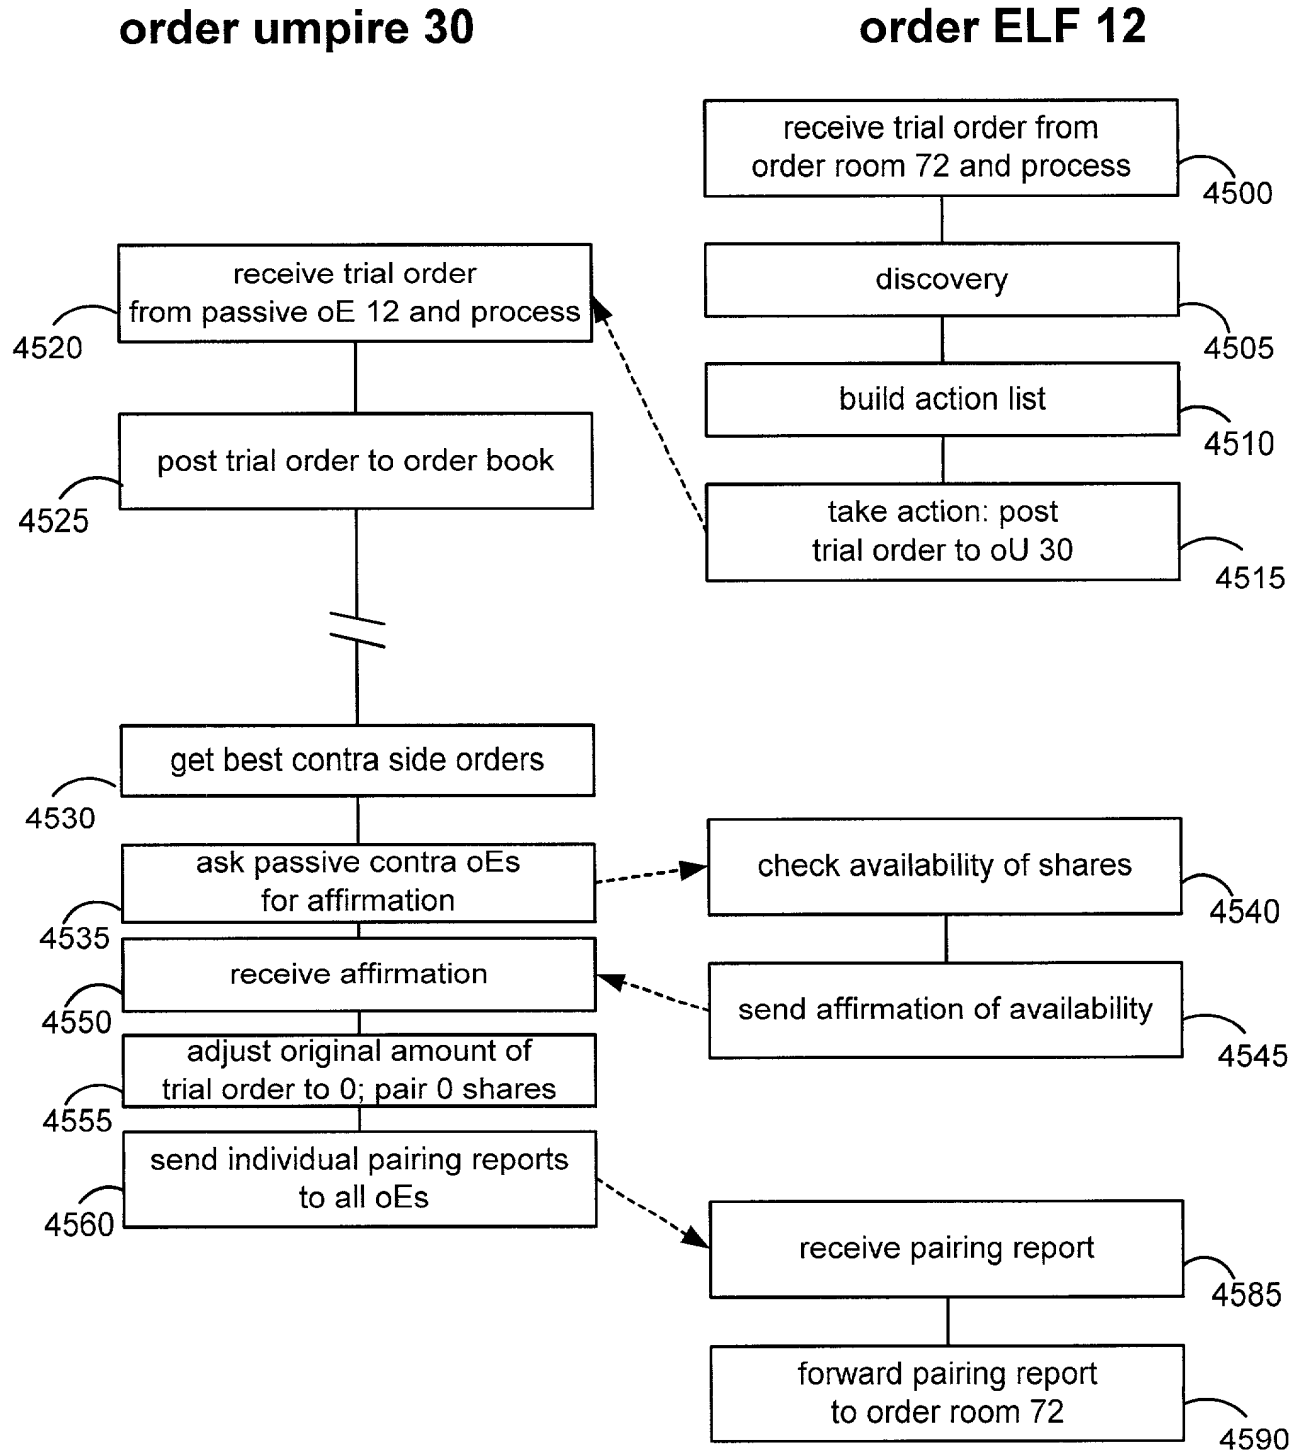 order umpire 30
order ELF 12
receive trial order from
order room 72 and process
4500
discovery
4505
build action list
4510
take action: post
trial order to oU 30
4515
receive trial order
from passive oE 12 and process
4520
post trial order to order book
4525
get best contra side orders
4530
ask passive contra oEs
for affirmation
4535
check availability of shares
4540
send affirmation of availability
4545
receive affirmation
4550
adjust original amount of
trial order to 0; pair 0 shares
4555
send individual pairing reports
to all oEs
4560
receive pairing report
4585
forward pairing report
to order room 72
4590